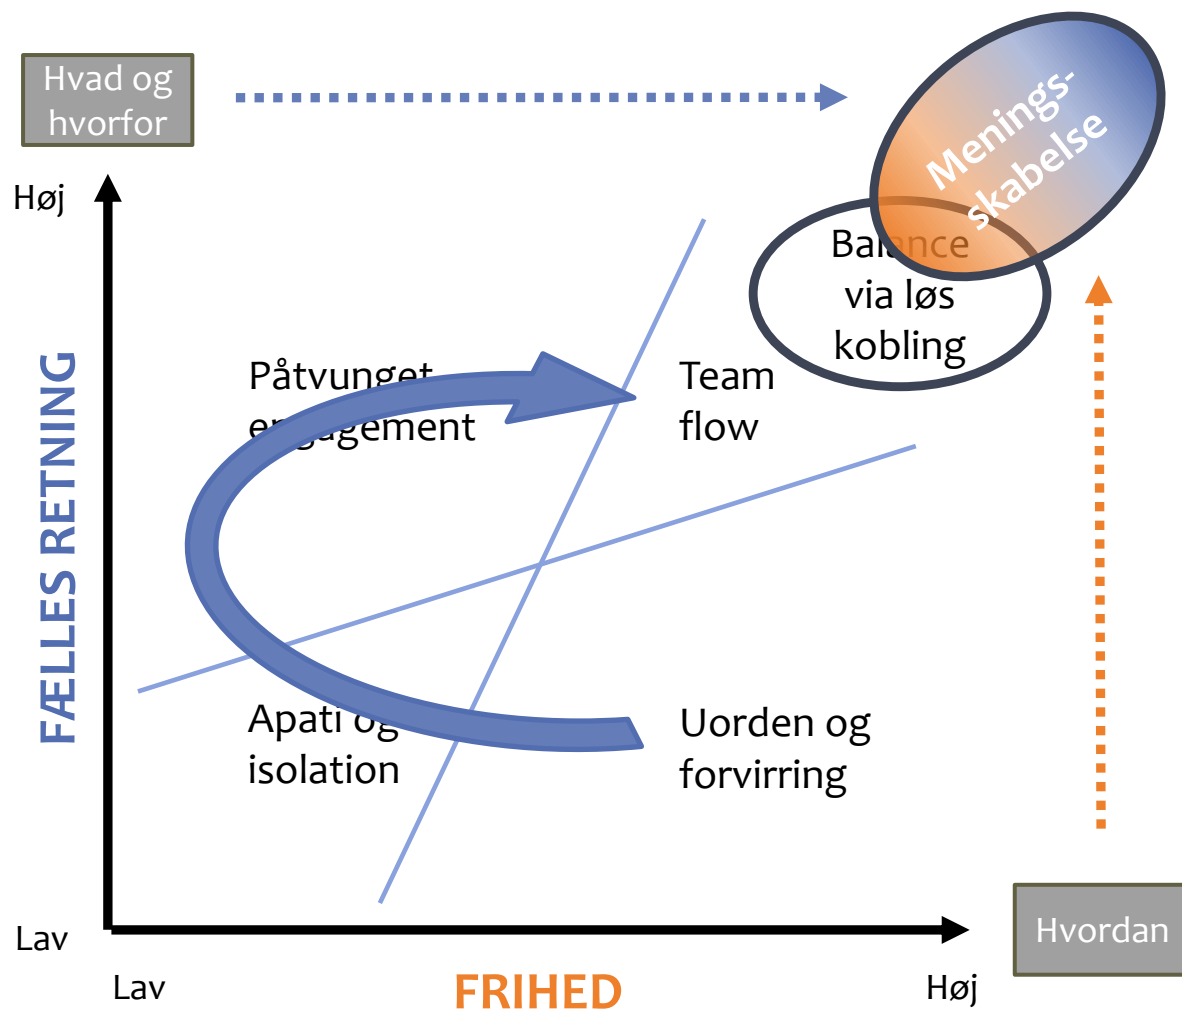 Hvad og
hvorfor
Menings-
skabelse
Høj
Balance
via løs
kobling
Påtvunget
engagement
Team
flow
FÆLLES RETNING
Apati og
isolation
Uorden og
forvirring
Hvordan
Lav
Lav
FRIHED
Høj